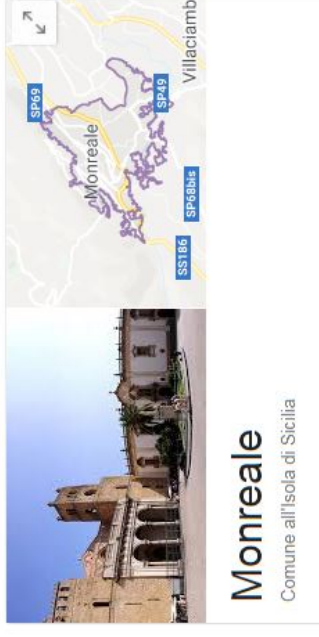 SP69
Monreale
SP49
Villaciamb
SP68bis
SS186
Monreale
Comune all'Isola di Sicilia